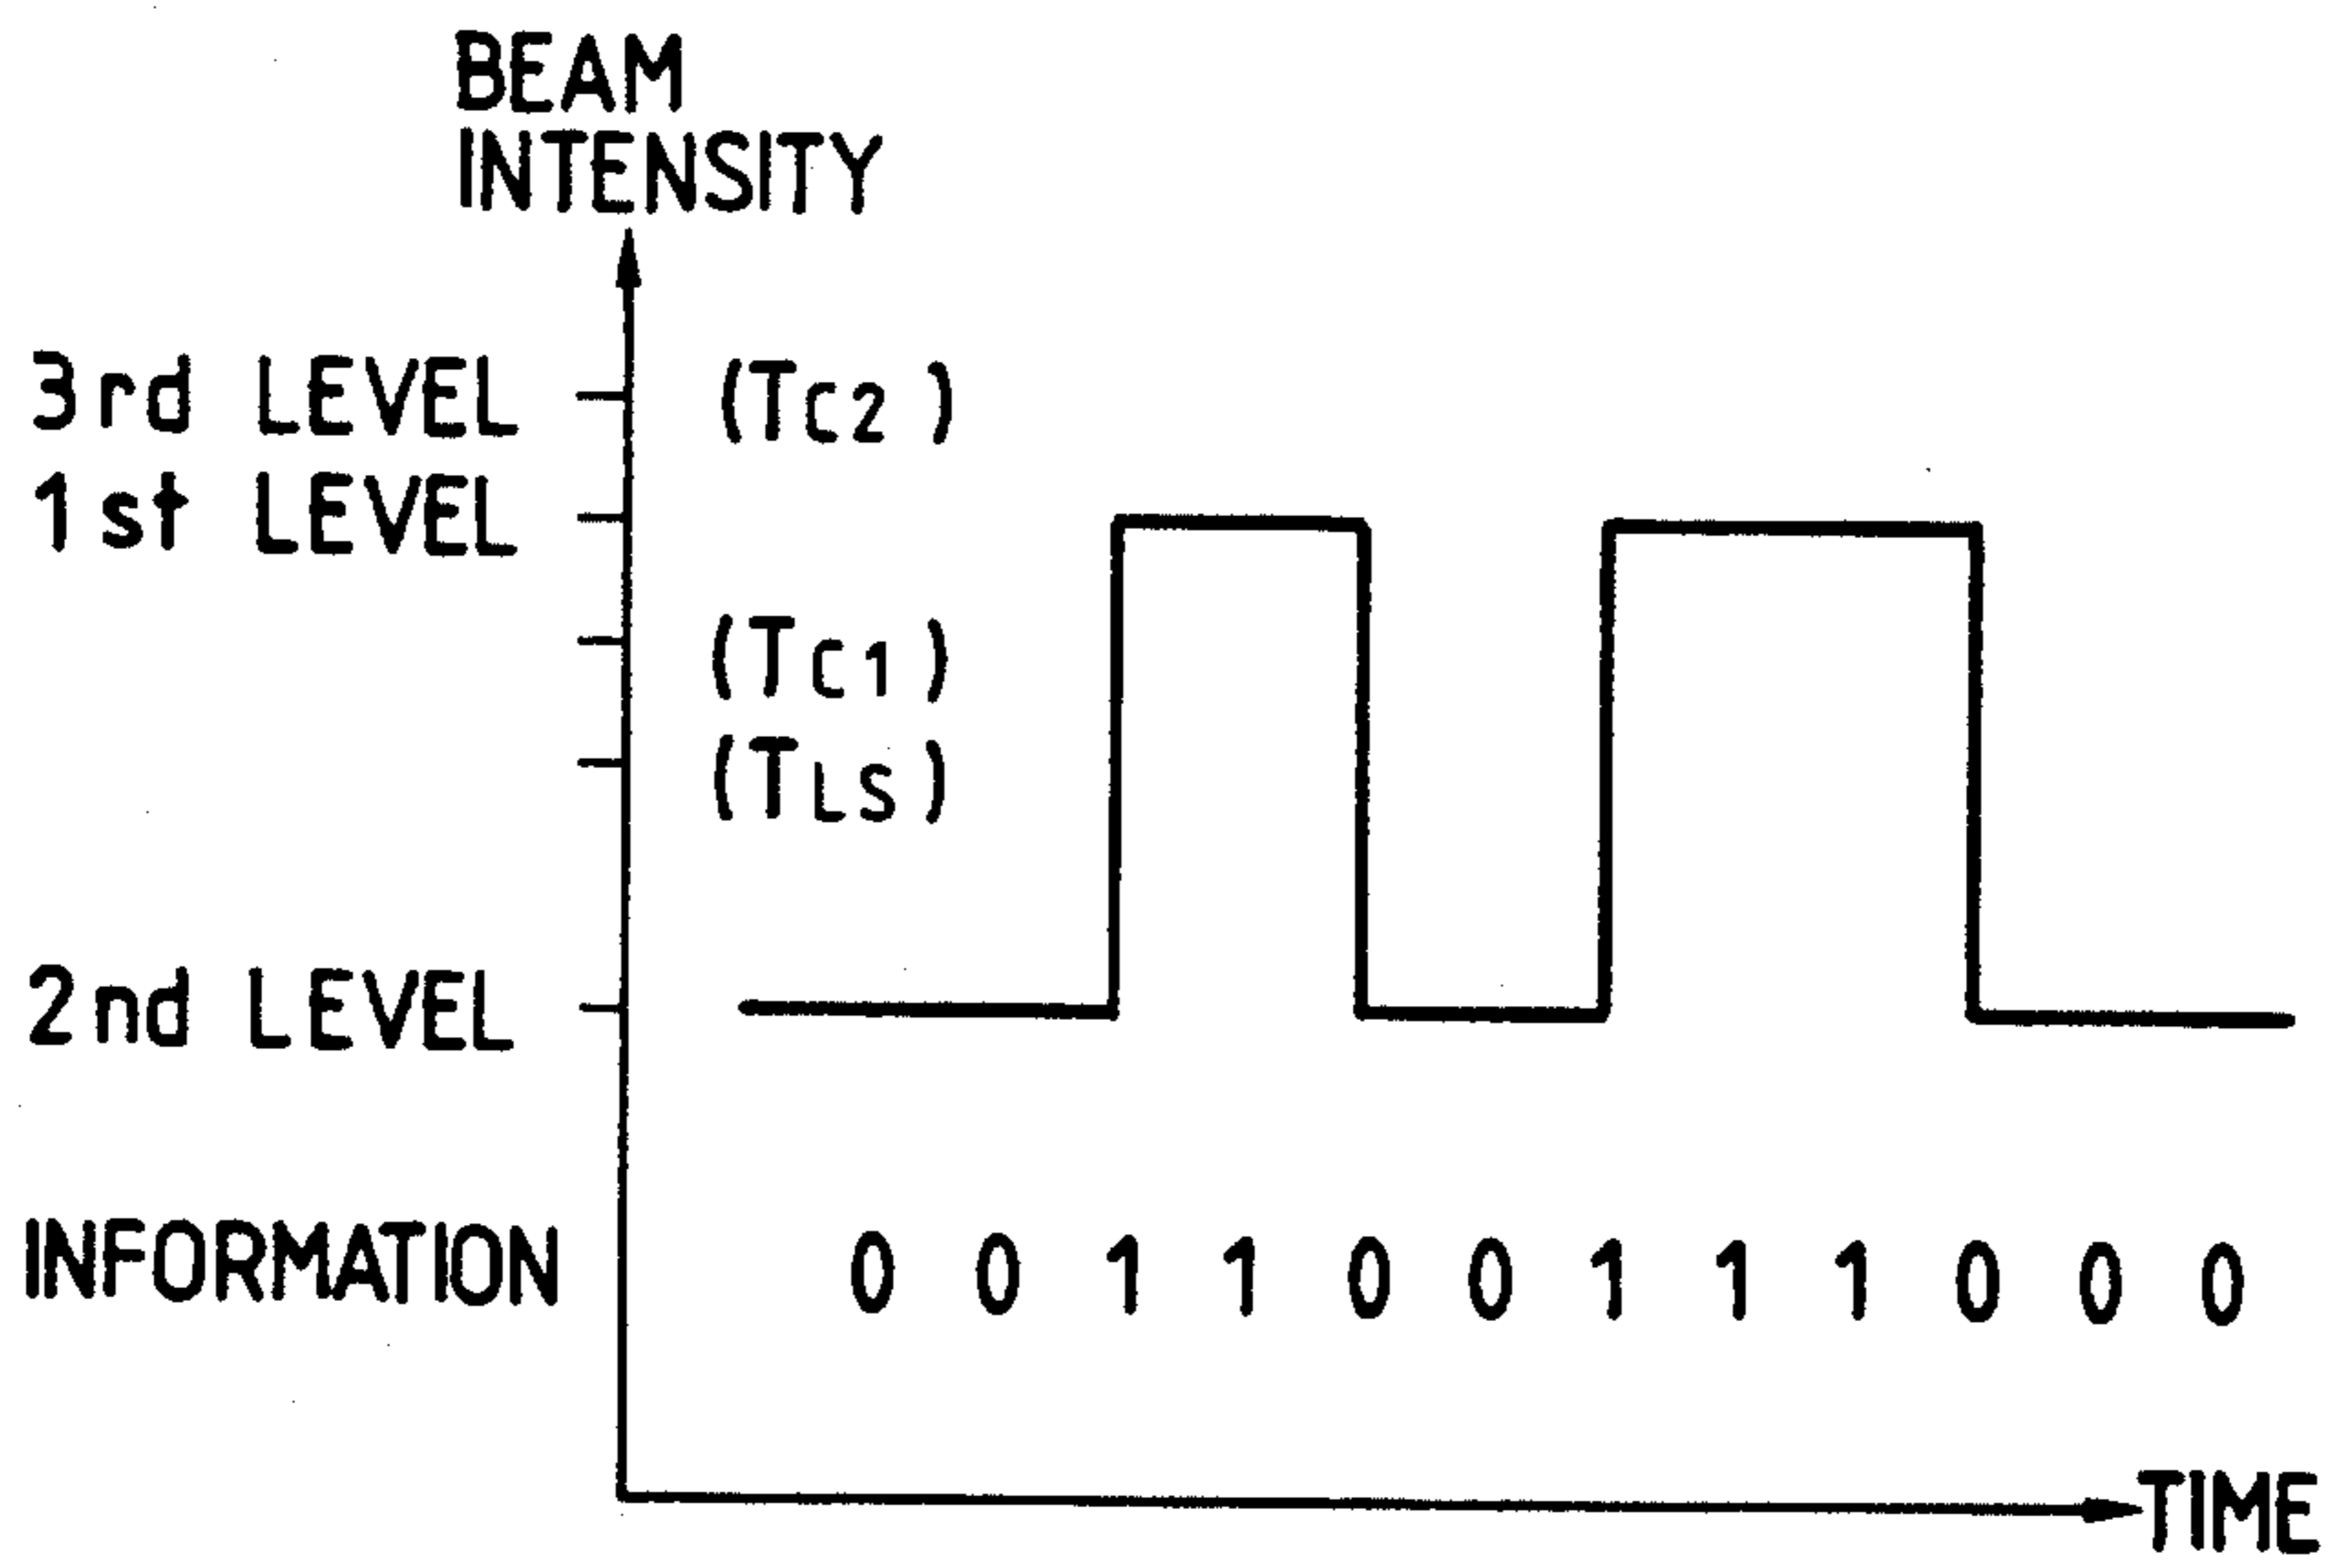 BEAM
INTENSITY
3rd LEVEL (TC2)
1st LEVEL
(TC1)
(TLS)
2nd LEVEL
INFORMATION 0 0 1 1 0 0 1 1 1 0 0 0
TIME